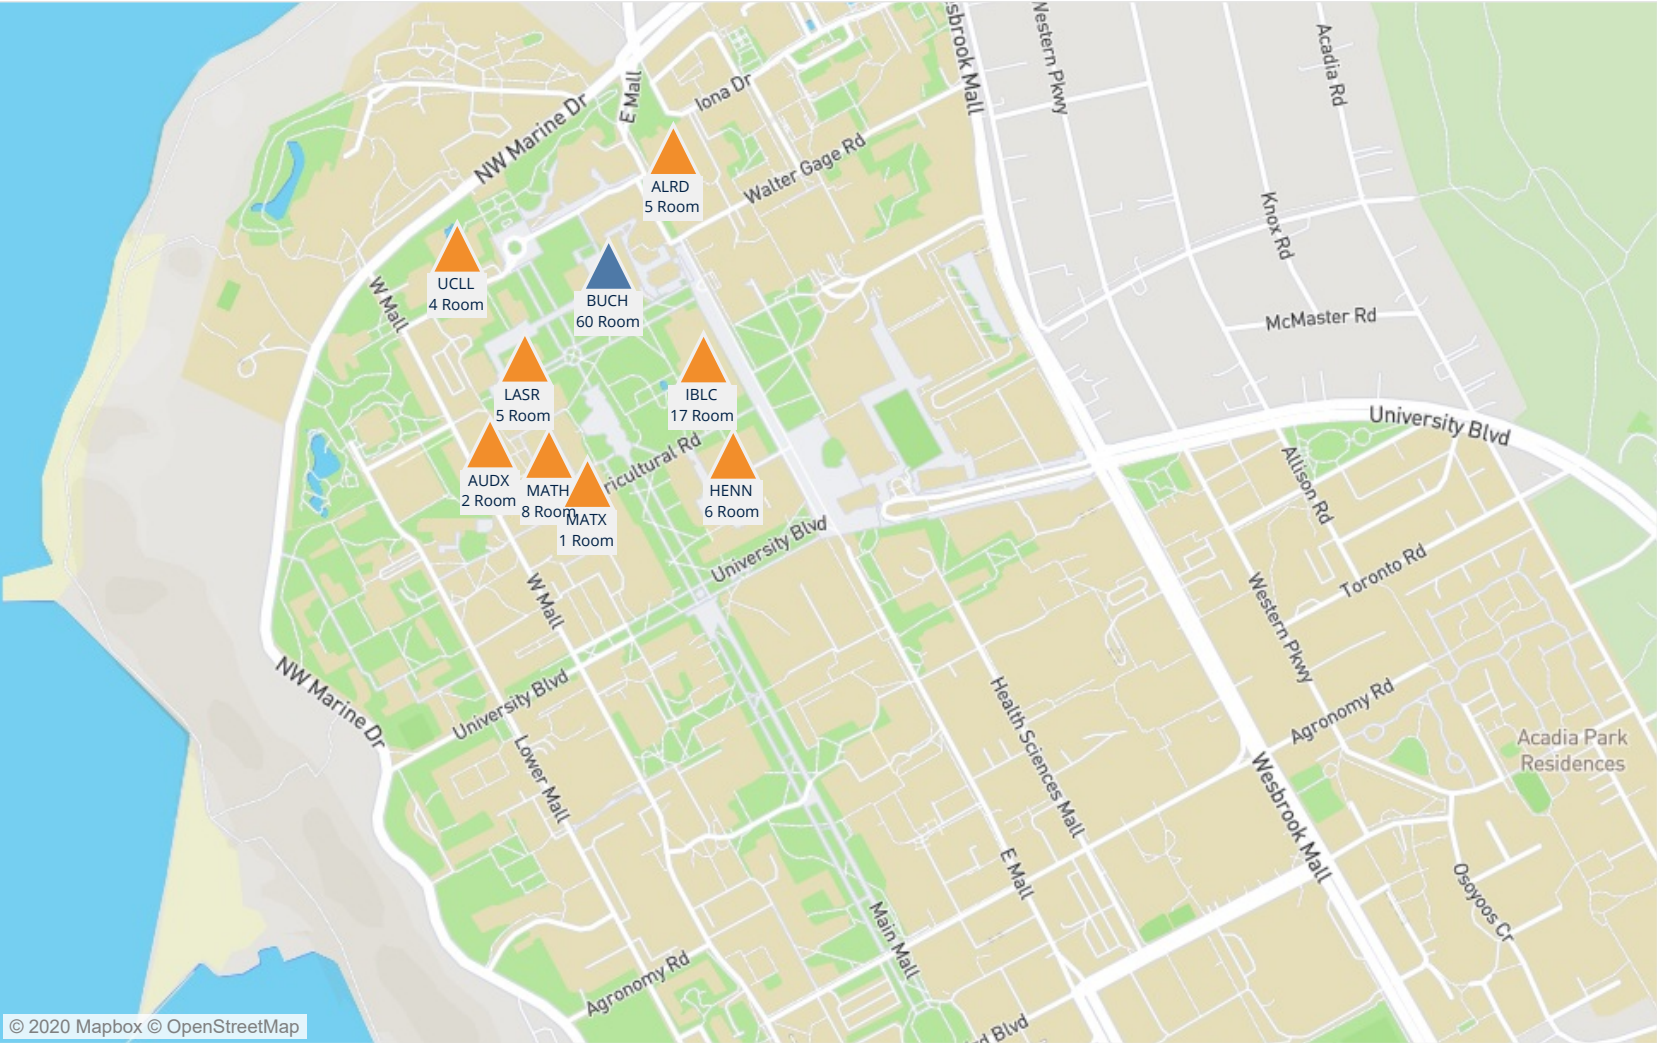 sbrook Mall
Western Pkwy
Acadia Rd
E Mall
Iona Dr
NW Marine Dr
ALRD
5 Room
Walter Gage Rd
Knox Rd
UCLL
4 Room
W Mall
BUCH
60 Room
McMaster Rd
LASR
5 Room
IBLC
17 Room
University Blvd
ricultural Rd
Allison Rd
AUDX
2 Room
MATH
8 Room
MATX
1 Room
HENN
6 Room
University Blvd
Toronto Rd
W Mall
Western Pkwy
NW Marine Dr
University Blvd
Health Sciences Mall
Agronomy Rd
Lower Mall
Acadia Park
Residences
Wesbrook Mall
E Mall
Osoyoos Cr
Main Mall
Agronomy Rd
rd Blvd
© 2020 Mapbox © OpenStreetMap